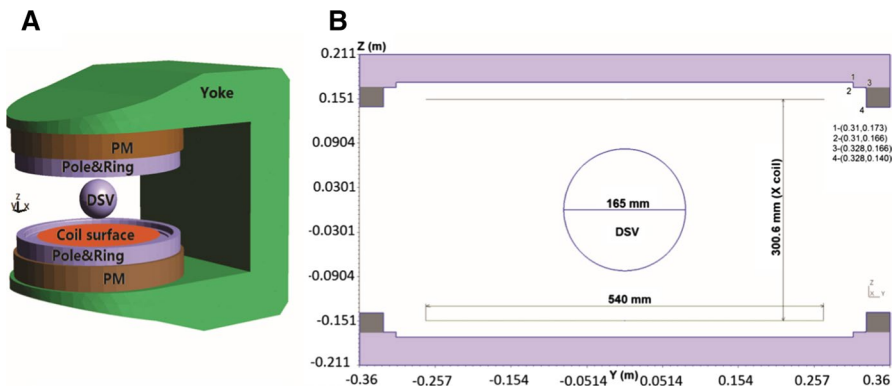 A
Yoke
PM
Pole&Ring
DSV
Z
Y X
Coil surface
Pole&Ring
PM
B
Z (m)
0.211
0.151
0.0904
0.0301
-0.0301
-0.0904
-0.151
-0.211
1
2
3
4
1-(0.31,0.173)
2-(0.31,0.166)
3-(0.328,0.166)
4-(0.328,0.140)
165 mm
DSV
300.6 mm (X coil)
540 mm
Z
X Y
-0.36 -0.257 -0.154 -0.0514 Y (m) 0.0514 0.154 0.257 0.36